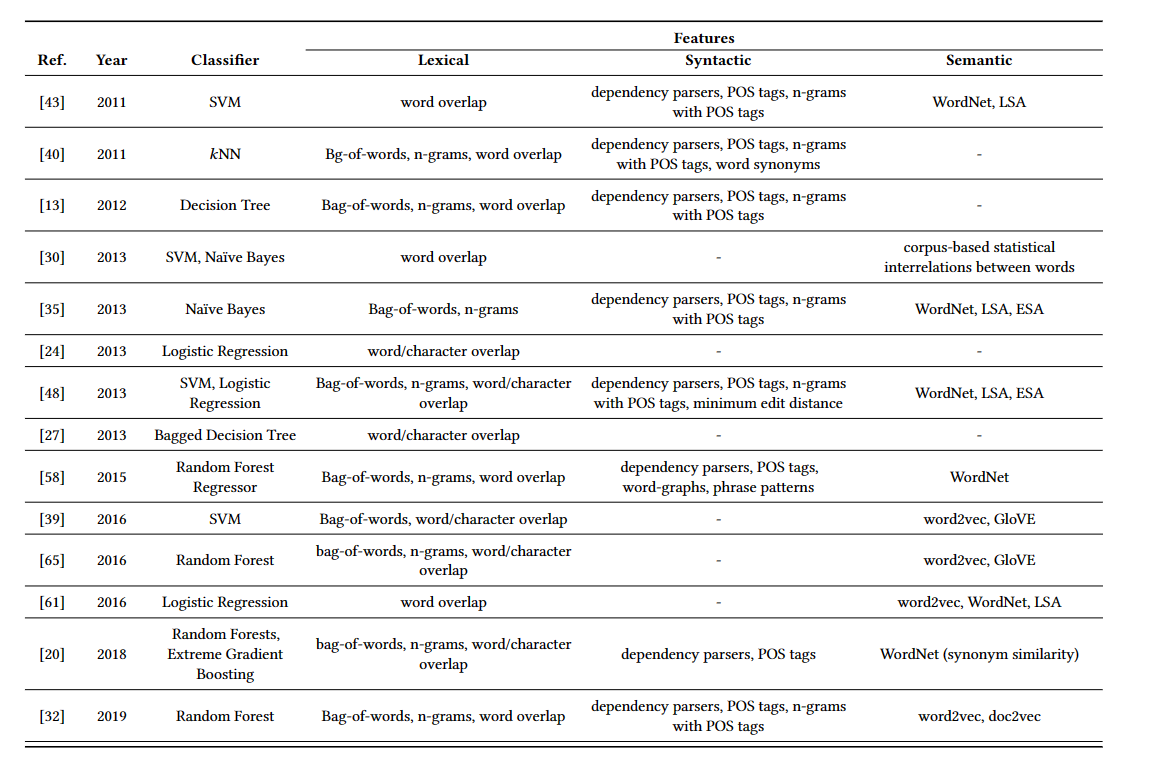 Features
Ref. Year Classifier Lexical Syntactic Semantic
[43] 2011 SVM word overlap dependency parsers, POS tags, n-grams
with POS tags WordNet, LSA
[40] 2011 kNN Bg-of-words, n-grams, word overlap dependency parsers, POS tags, n-grams
with POS tags, word synonyms -
[13] 2012 Decision Tree Bag-of-words, n-grams, word overlap dependency parsers, POS tags, n-grams
with POS tags -
[30] 2013 SVM, Naïve Bayes word overlap - corpus-based statistical
interrelations between words
[35] 2013 Naïve Bayes Bag-of-words, n-grams dependency parsers, POS tags, n-grams
with POS tags WordNet, LSA, ESA
[24] 2013 Logistic Regression word/character overlap - -
[48] 2013 SVM, Logistic
Regression Bag-of-words, n-grams, word/character
overlap dependency parsers, POS tags, n-grams
with POS tags, minimum edit distance WordNet, LSA, ESA
[27] 2013 Bagged Decision Tree word/character overlap - -
[58] 2015 Random Forest
Regressor Bag-of-words, n-grams, word overlap dependency parsers, POS tags,
word-graphs, phrase patterns WordNet
[39] 2016 SVM Bag-of-words, word/character overlap - word2vec, GloVE
[65] 2016 Random Forest bag-of-words, n-grams, word/character
overlap - word2vec, GloVE
[61] 2016 Logistic Regression word overlap - word2vec, WordNet, LSA
[20] 2018 Random Forests,
Extreme Gradient
Boosting bag-of-words, n-grams, word/character
overlap dependency parsers, POS tags WordNet (synonym similarity)
[32] 2019 Random Forest Bag-of-words, n-grams, word overlap dependency parsers, POS tags, n-grams
with POS tags word2vec, doc2vec